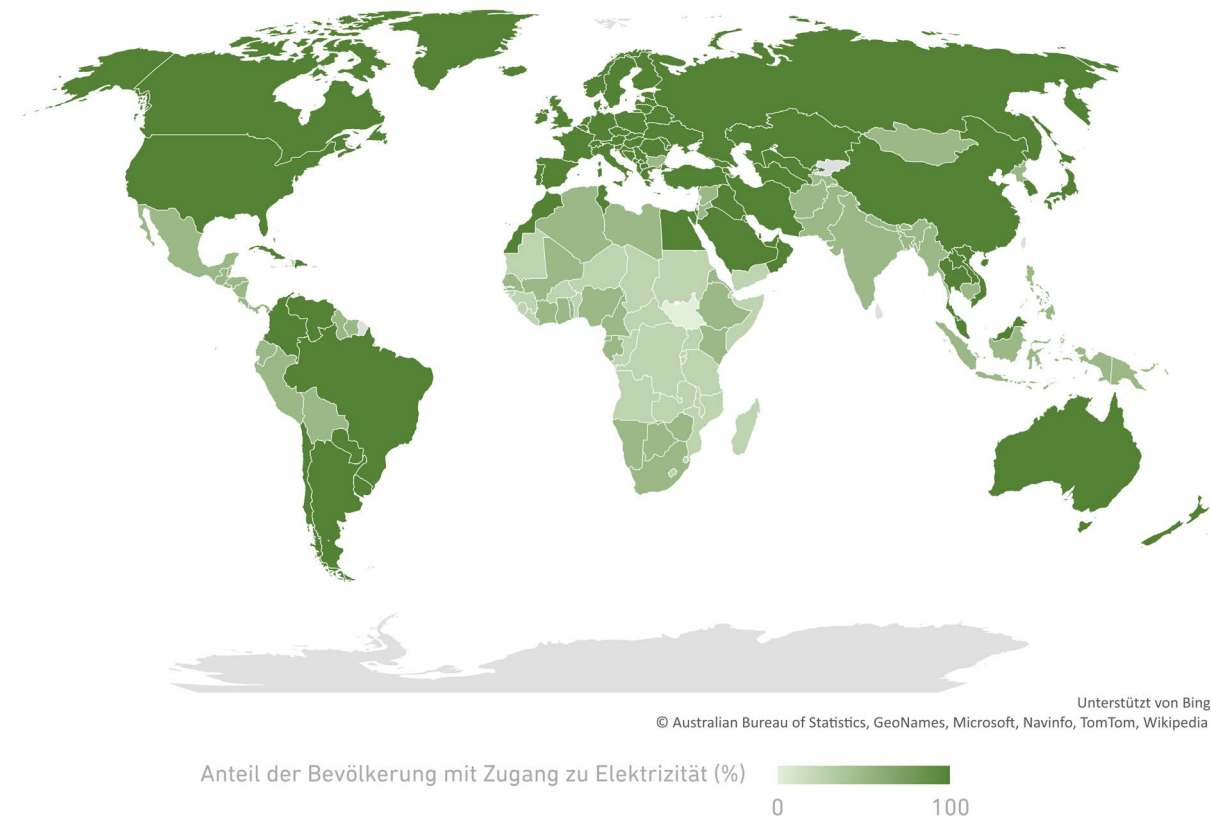 Unterstützt von Bing
© Australian Bureau of Statistics, GeoNames, Microsoft, Navinfo, TomTom, Wikipedia
Anteil der Bevölkerung mit Zugang zu Elektrizität (%)
0 100